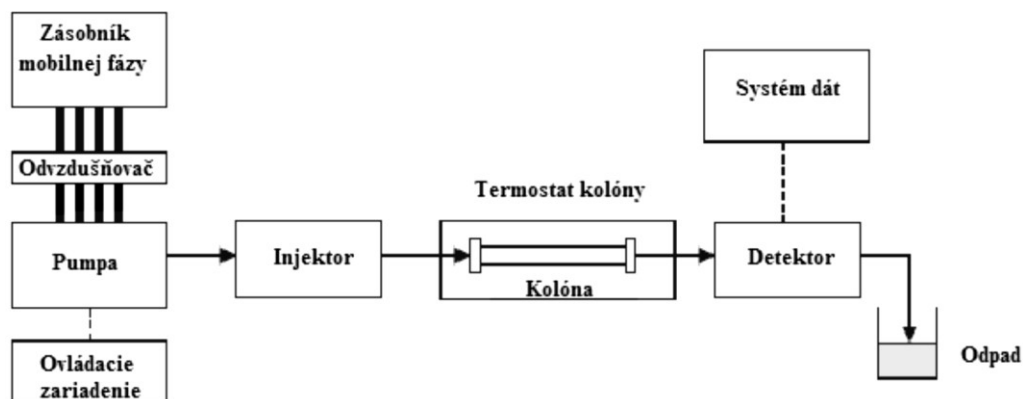 Zásobník
mobilnej fázy
Odvzdušňovač
Pumpa
Ovládacie
zariadenie
Injektor
Termostat kolóny
Kolóna
Systém dát
Detektor
Odpad